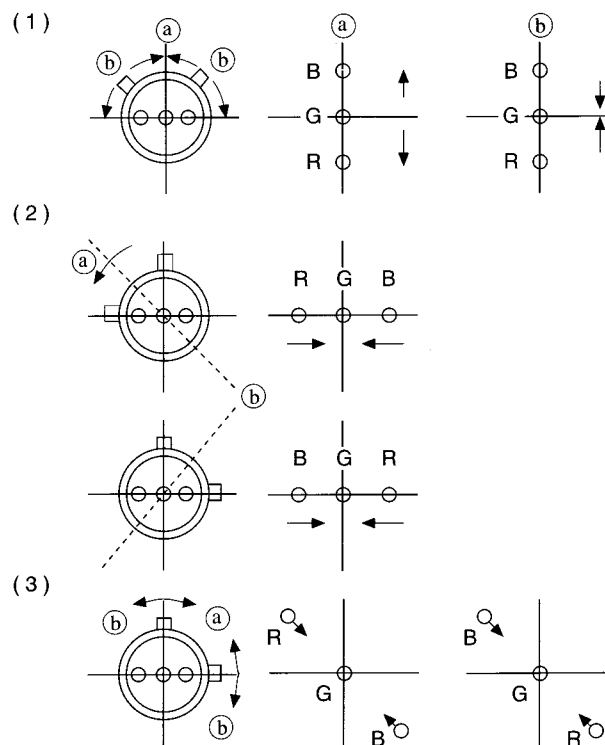 (1) ⓐ ⓐ ⓑ
ⓑ ⓑ B B
G G
R R
(2)
ⓐ R G B
ⓑ
B G R
(3)
ⓑ ⓐ R B
G G
ⓑ B R